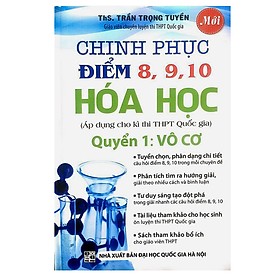 ThS. TRẦN TRỌNG TUYỀN
Giáo viên chuyên luyện thi THPT Quốc gia
Mới
CHINH PHỤC
ĐIỂM 8, 9, 10
HÓA HỌC
(Áp dụng cho kì thi THPT Quốc gia)
Quyển 1: VÔ CƠ
• Tuyển chọn, phân dạng chi tiết
câu hỏi điểm 8, 9, 10 trong mỗi chuyên đề
• Phân tích tìm ra hướng giải,
giải theo nhiều cách và bình luận
• Tư duy sáng tạo đột phá
trong giải nhanh các câu hỏi điểm 8, 9, 10
• Tài liệu tham khảo cho học sinh
ôn luyện thi THPT Quốc gia
• Sách tham khảo bổ ích
cho giáo viên THPT
NHÀ XUẤT BẢN ĐẠI HỌC QUỐC GIA HÀ NỘI